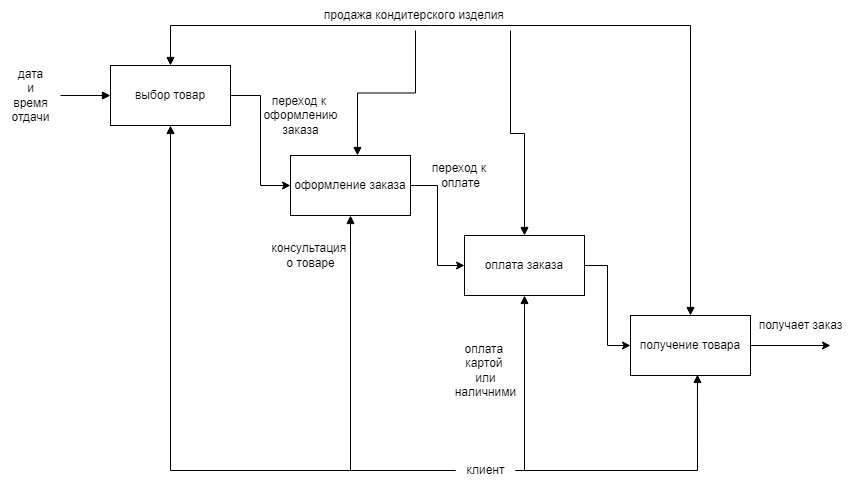 продажа кондитерского изделия
дата
и
время
отдачи
выбор товар
переход к
оформлению
заказа
оформление заказа
переход к
оплате
консультация
о товаре
оплата заказа
получение товара
получает заказ
оплата
картой
или
наличними
клиент